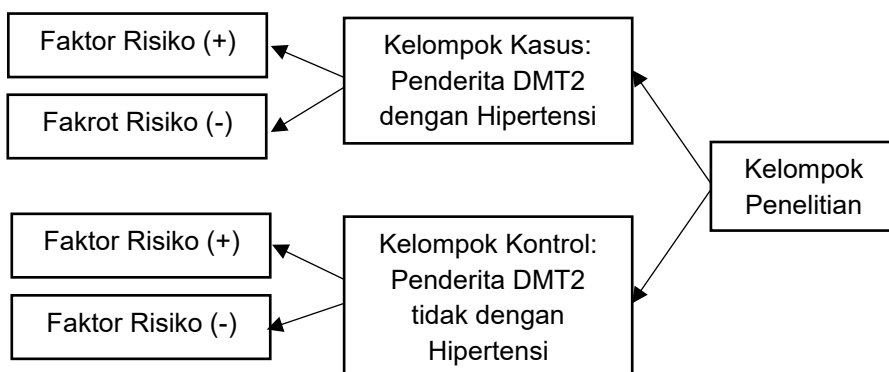 Faktor Risiko (+)
Fakrot Risiko (-)
Kelompok Kasus:
Penderita DMT2
dengan Hipertensi
Kelompok
Penelitian
Faktor Risiko (+)
Faktor Risiko (-)
Kelompok Kontrol:
Penderita DMT2
tidak dengan
Hipertensi